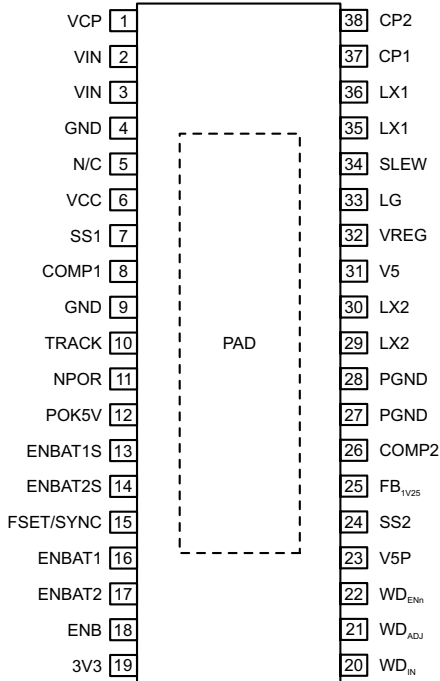 VCP 1
VIN 2
VIN 3
GND 4
N/C 5
VCC 6
SS1 7
COMP1 8
GND 9
TRACK 10
NPOR 11
POK5V 12
ENBAT1S 13
ENBAT2S 14
FSET/SYNC 15
ENBAT1 16
ENBAT2 17
ENB 18
3V3 19
PAD
38 CP2
37 CP1
36 LX1
35 LX1
34 SLEW
33 LG
32 VREG
31 V5
30 LX2
29 LX2
28 PGND
27 PGND
26 COMP2
25 FB1V25
24 SS2
23 V5P
22 WDENn
21 WDADJ
20 WDIN